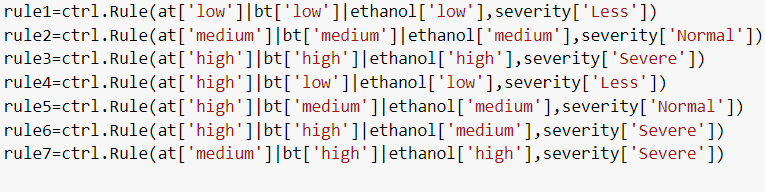 rule1=ctrl.Rule(at['low']|bt['low']|ethanol['low'],severity['Less'])
rule2=ctrl.Rule(at['medium']|bt['medium']|ethanol['medium'],severity['Normal'])
rule3=ctrl.Rule(at['high']|bt['high']|ethanol['high'],severity['Severe'])
rule4=ctrl.Rule(at['high']|bt['low']|ethanol['low'],severity['Less'])
rule5=ctrl.Rule(at['high']|bt['medium']|ethanol['medium'],severity['Normal'])
rule6=ctrl.Rule(at['high']|bt['high']|ethanol['medium'],severity['Severe'])
rule7=ctrl.Rule(at['medium']|bt['high']|ethanol['high'],severity['Severe'])